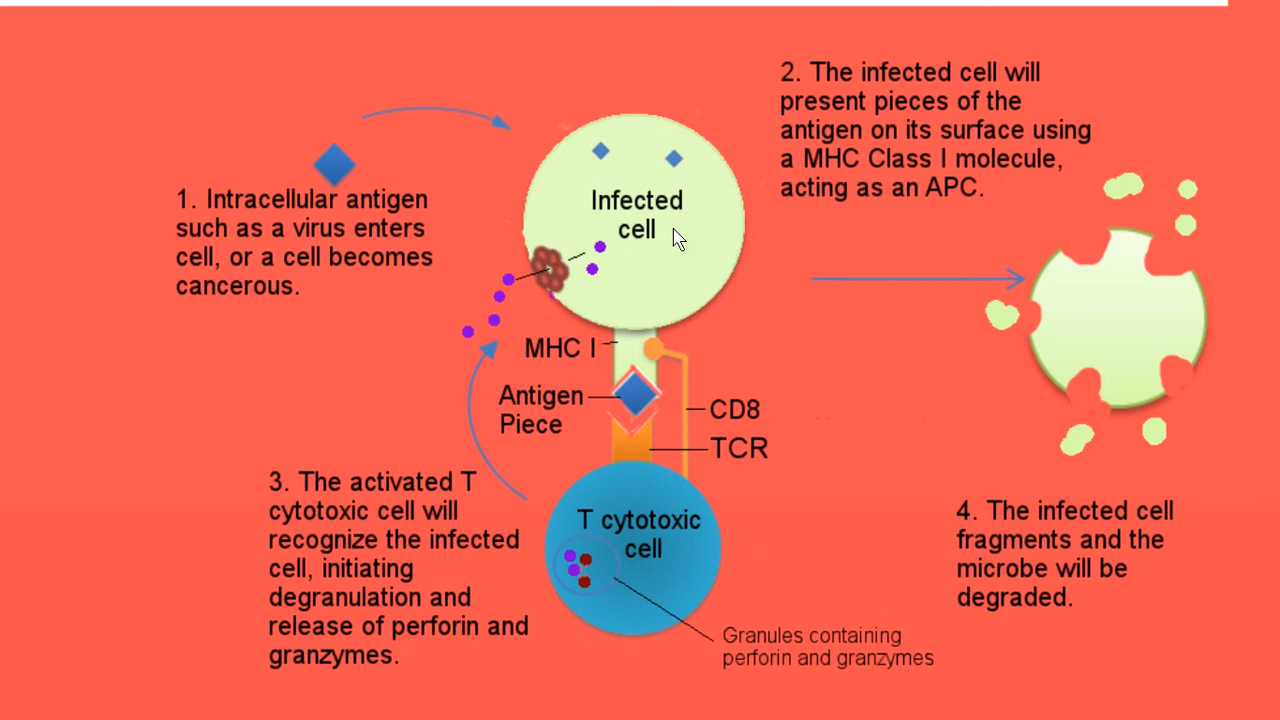 1. Intracellular antigen
such as a virus enters
cell, or a cell becomes
cancerous.
Infected
cell
2. The infected cell will
present pieces of the
antigen on its surface using
a MHC Class I molecule,
acting as an APC.
MHC I
Antigen
Piece
CD8
TCR
3. The activated T
cytotoxic cell will
recognize the infected
cell, initiating
degranulation and
release of perforin and
granzymes.
T cytotoxic
cell
Granules containing
perforin and granzymes
4. The infected cell
fragments and the
microbe will be
degraded.